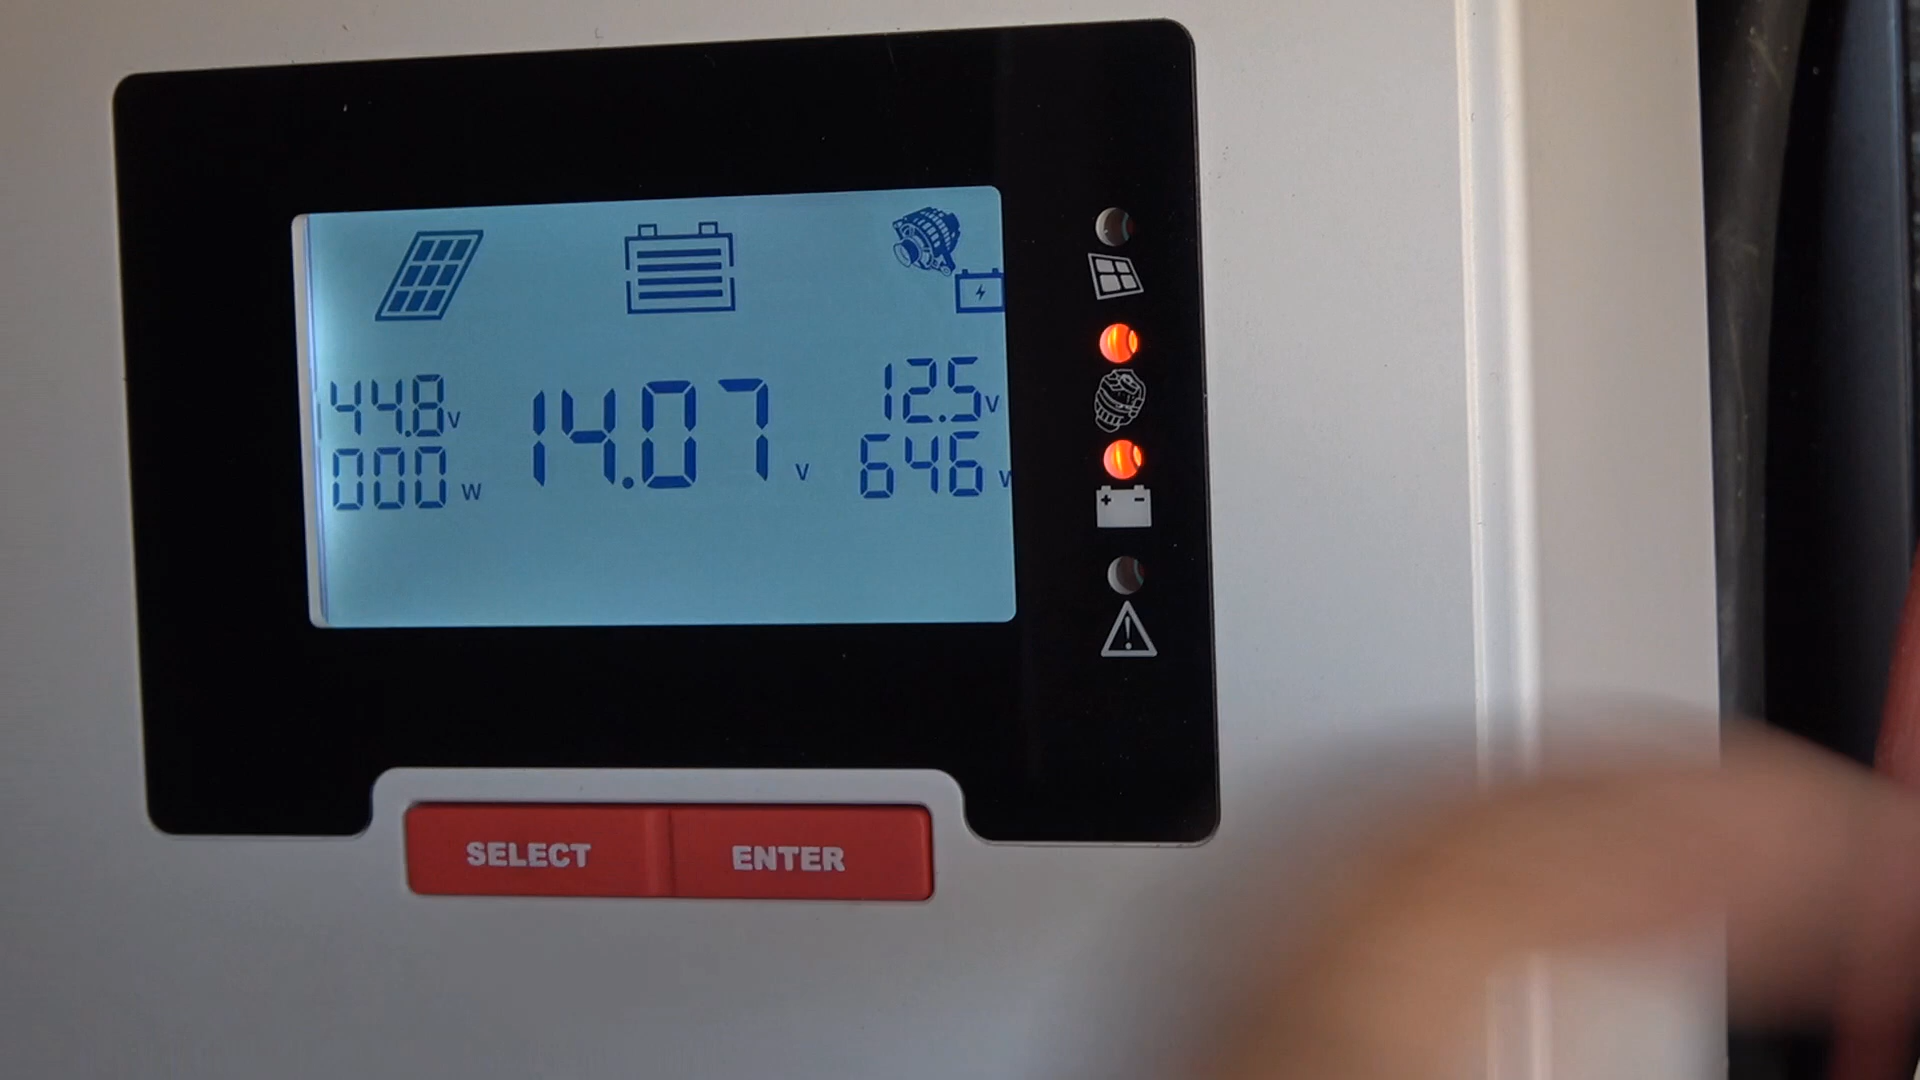 44.8 V
000 W
14.07 V
12.5 V
646 W
SELECT
ENTER